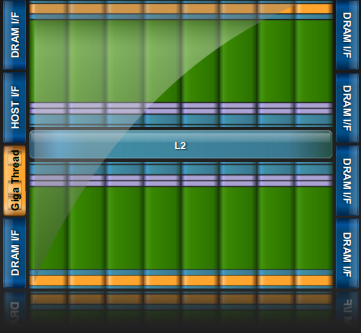 DRAM I/F
HOST I/F
Giga Thread
DRAM I/F
L2
DRAM I/F
DRAM I/F
DRAM I/F
DRAM I/F